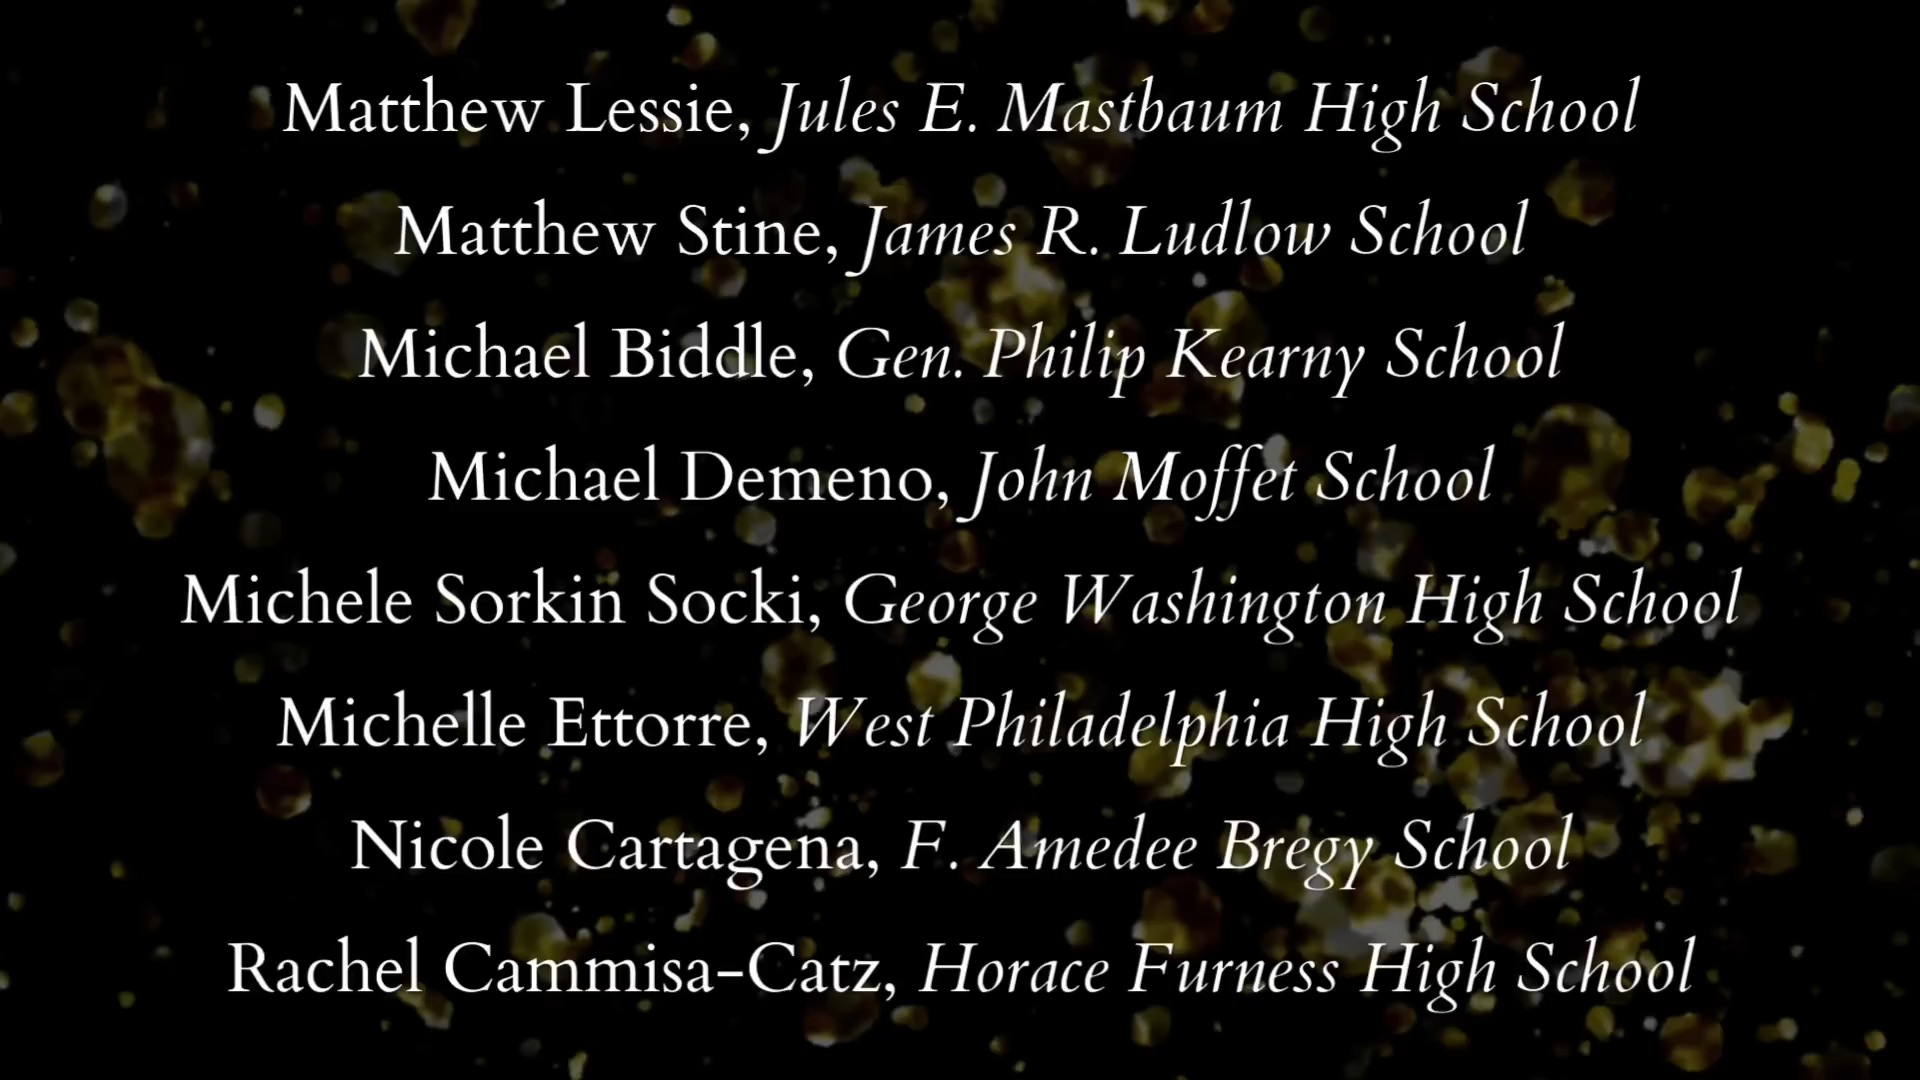 Matthew Lessie, Jules E. Mastbaum High School
Matthew Stine, James R. Ludlow School
Michael Biddle, Gen. Philip Kearny School
Michael Demeno, John Moffet School
Michele Sorkin Socki, George Washington High School
Michelle Ettorre, West Philadelphia High School
Nicole Cartagena, F. Amedee Bregy School
Rachel Cammisa-Catz, Horace Furness High School